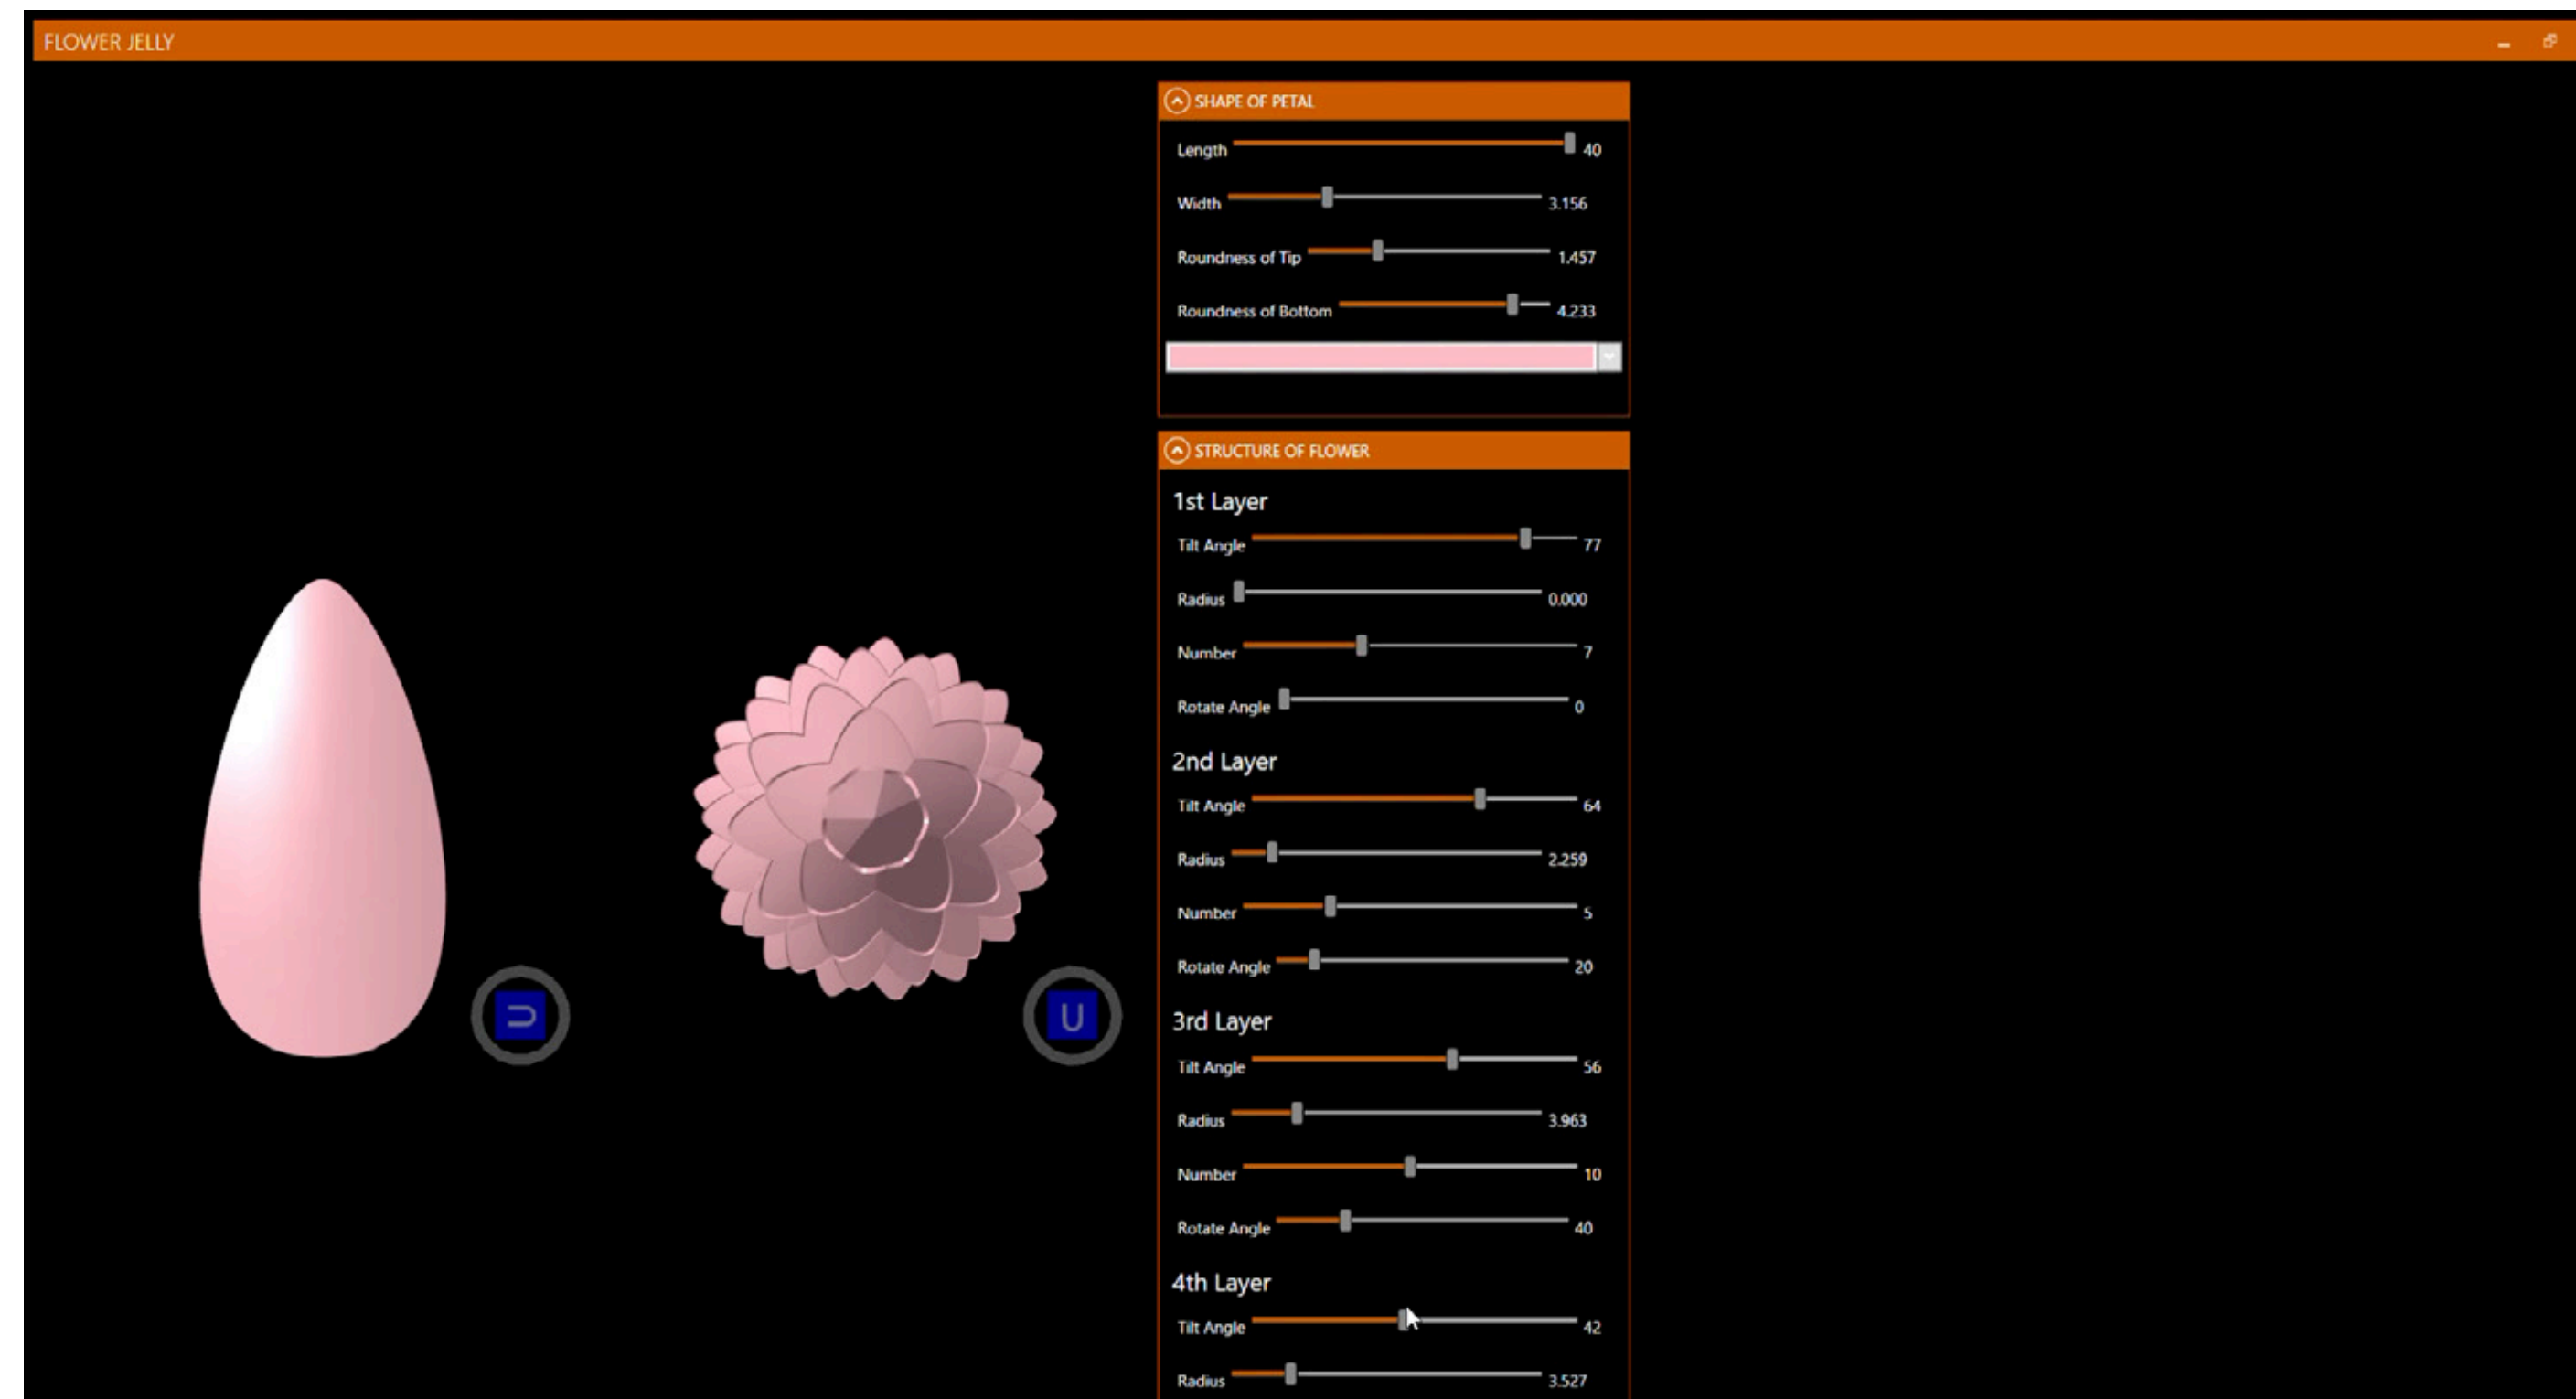 FLOWER JELLY
SHAPE OF PETAL
Length 40
Width 3.156
Roundness of Tip 1.457
Roundness of Bottom 4.233
STRUCTURE OF FLOWER
1st Layer
Tilt Angle 77
Radius 0.000
Number 7
Rotate Angle 0
2nd Layer
Tilt Angle 64
Radius 2.259
Number 5
Rotate Angle 20
3rd Layer
Tilt Angle 56
Radius 3.963
Number 10
Rotate Angle 40
4th Layer
Tilt Angle 42
Radius 3.527
U
U